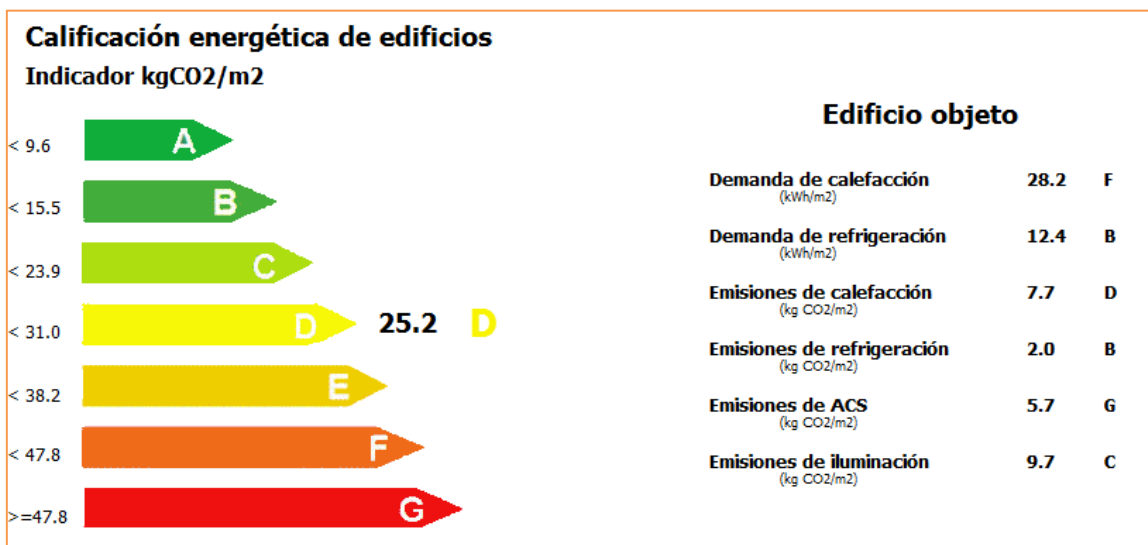 Calificación energética de edificios
Indicador kgCO2/m2
< 9.6 A
< 15.5 B
< 23.9 C
< 31.0 D 25.2 D
< 38.2 E
< 47.8 F
>=47.8 G
Edificio objeto
Demanda de calefacción 28.2 F
(kWh/m2)
Demanda de refrigeración 12.4 B
(kWh/m2)
Emisiones de calefacción 7.7 D
(kg CO2/m2)
Emisiones de refrigeración 2.0 B
(kg CO2/m2)
Emisiones de ACS 5.7 G
(kg CO2/m2)
Emisiones de iluminación 9.7 C
(kg CO2/m2)